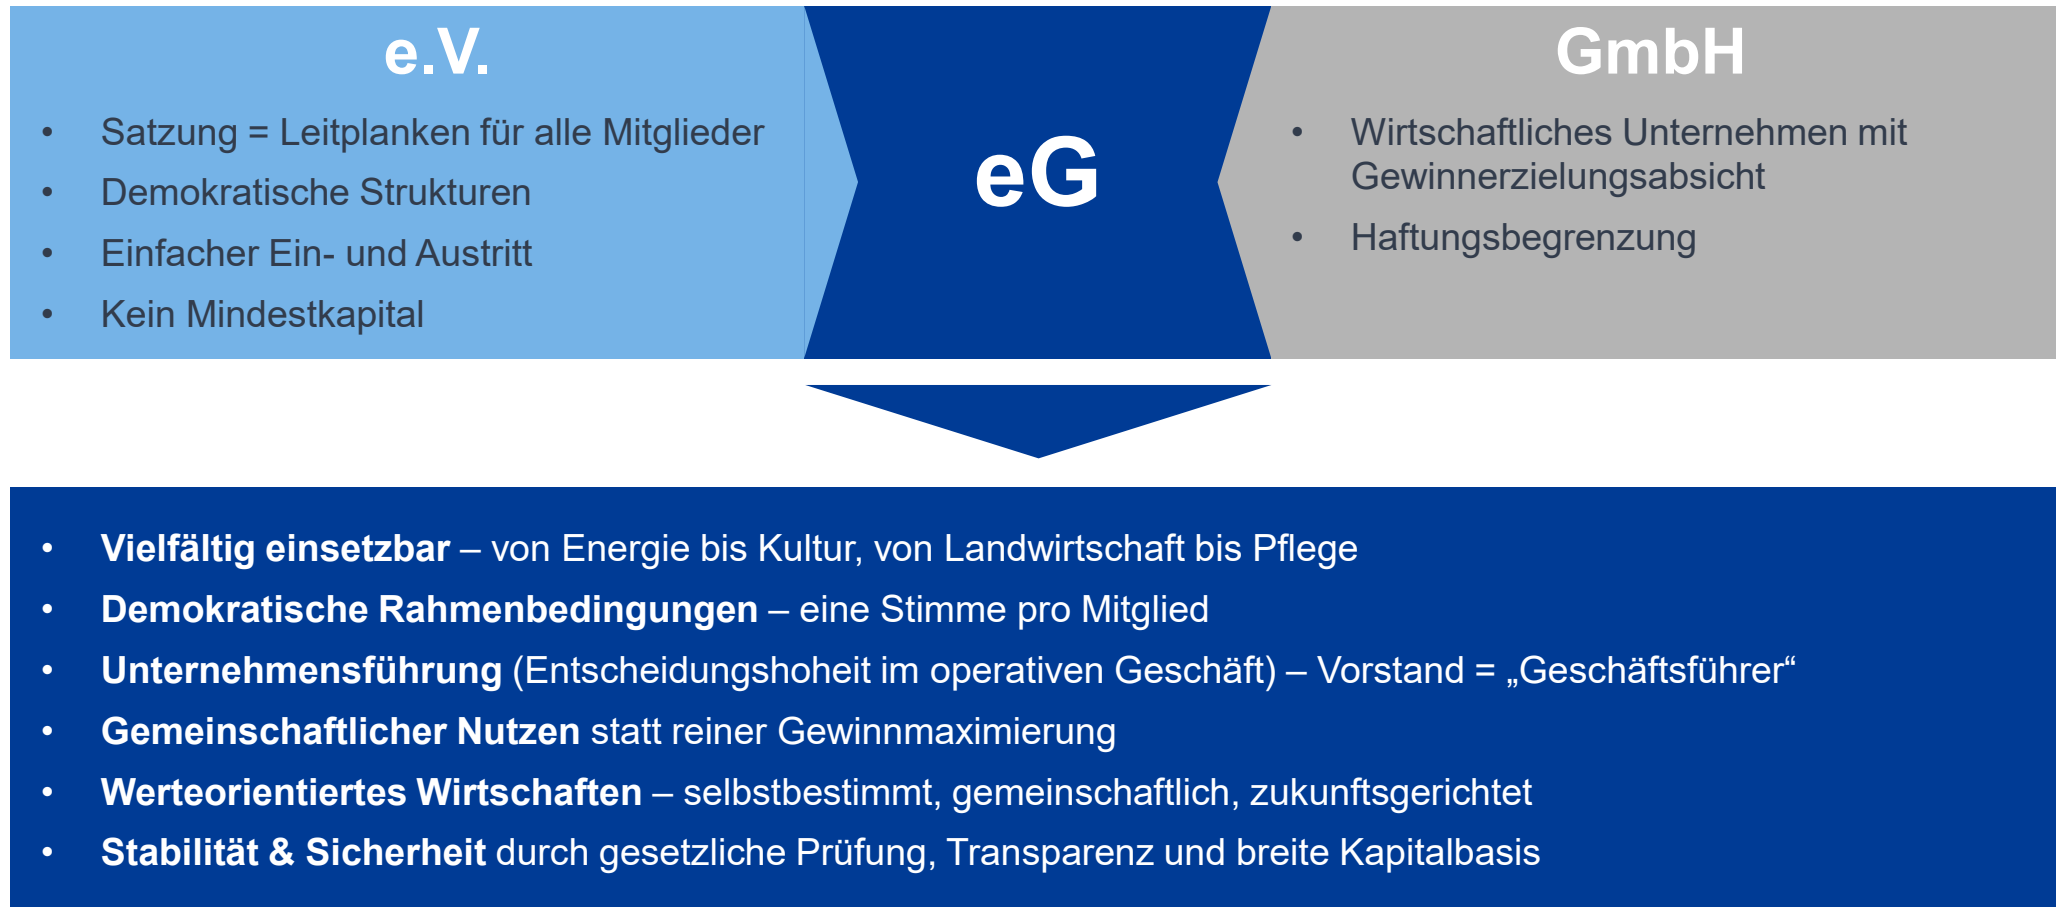 e.V.
• Satzung = Leitplanken für alle Mitglieder
• Demokratische Strukturen
• Einfacher Ein- und Austritt
• Kein Mindestkapital
eG
GmbH
• Wirtschaftliches Unternehmen mit
Gewinnerzielungsabsicht
• Haftungsbegrenzung
• Vielfältig einsetzbar – von Energie bis Kultur, von Landwirtschaft bis Pflege
• Demokratische Rahmenbedingungen – eine Stimme pro Mitglied
• Unternehmensführung (Entscheidungshoheit im operativen Geschäft) – Vorstand = „Geschäftsführer“
• Gemeinschaftlicher Nutzen statt reiner Gewinnmaximierung
• Werteorientiertes Wirtschaften – selbstbestimmt, gemeinschaftlich, zukunftsgerichtet
• Stabilität & Sicherheit durch gesetzliche Prüfung, Transparenz und breite Kapitalbasis